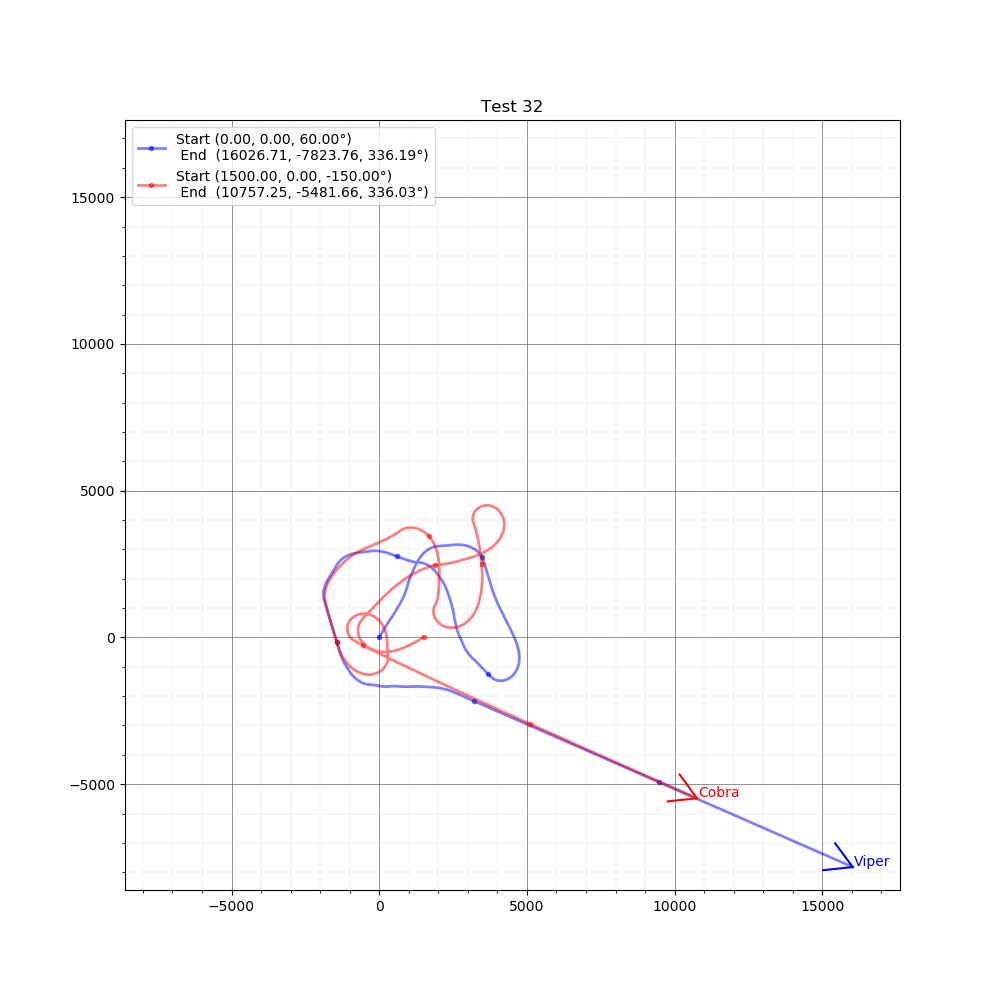 Test 32
Start (0.00, 0.00, 60.00°)
End (16026.71, -7823.76, 336.19°)
Start (1500.00, 0.00, -150.00°)
End (10757.25, -5481.66, 336.03°)
15000
10000
5000
0
−5000
Cobra
Viper
−5000
0
5000
10000
15000